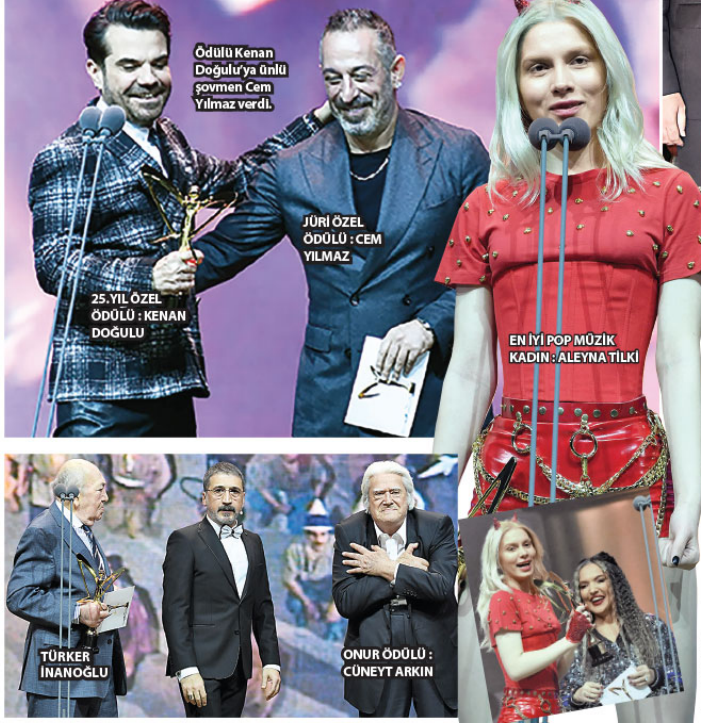 Ödülü Kenan
Doğulu'ya ünlü
şovmen Cem
Yılmaz verdi.
JÜRİ ÖZEL
ÖDÜLÜ : CEM
YILMAZ
25.YIL ÖZEL
ÖDÜLÜ : KENAN
DOĞULU
EN İYİ POP MÜZİK
KADIN : ALEYNA TİLKİ
TÜRKER
İNANOĞLU
ONUR ÖDÜLÜ :
CÜNEYT ARKIN